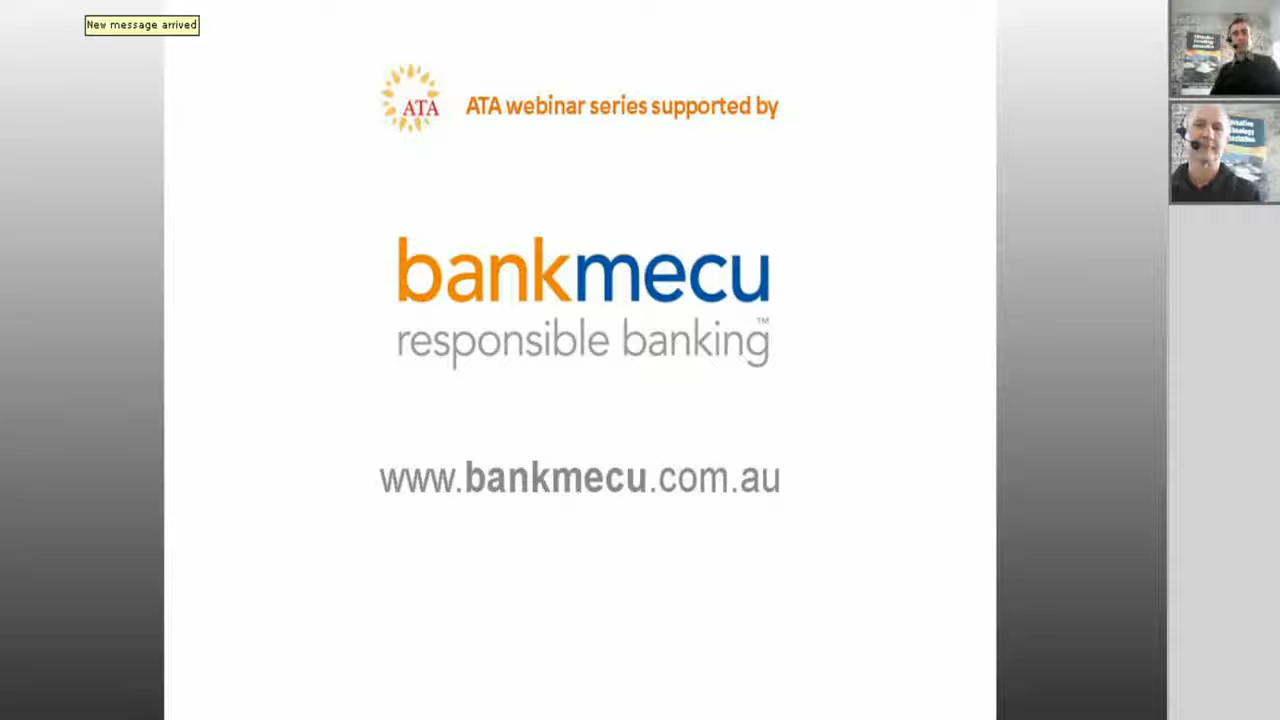 New message arrived
ATA
ATA webinar series supported by
bankmecu
responsible banking™
www.bankmecu.com.au